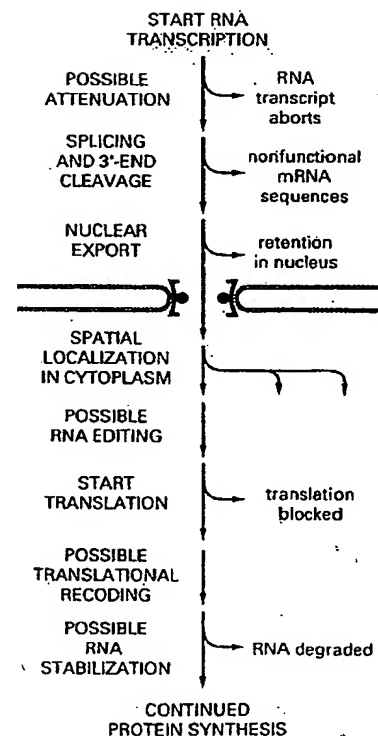 START RNA
TRANSCRIPTION
POSSIBLE
ATTENUATION
RNA
transcript
aborts
SPLICING
AND 3'-END
CLEAVAGE
nonfunctional
mRNA
sequences
NUCLEAR
EXPORT
retention
in nucleus
SPATIAL
LOCALIZATION
IN CYTOPLASM
POSSIBLE
RNA EDITING
START
TRANSLATION
translation
blocked
POSSIBLE
TRANSLATIONAL
RECODING
POSSIBLE
RNA
STABILIZATION
RNA degraded
CONTINUED
PROTEIN SYNTHESIS